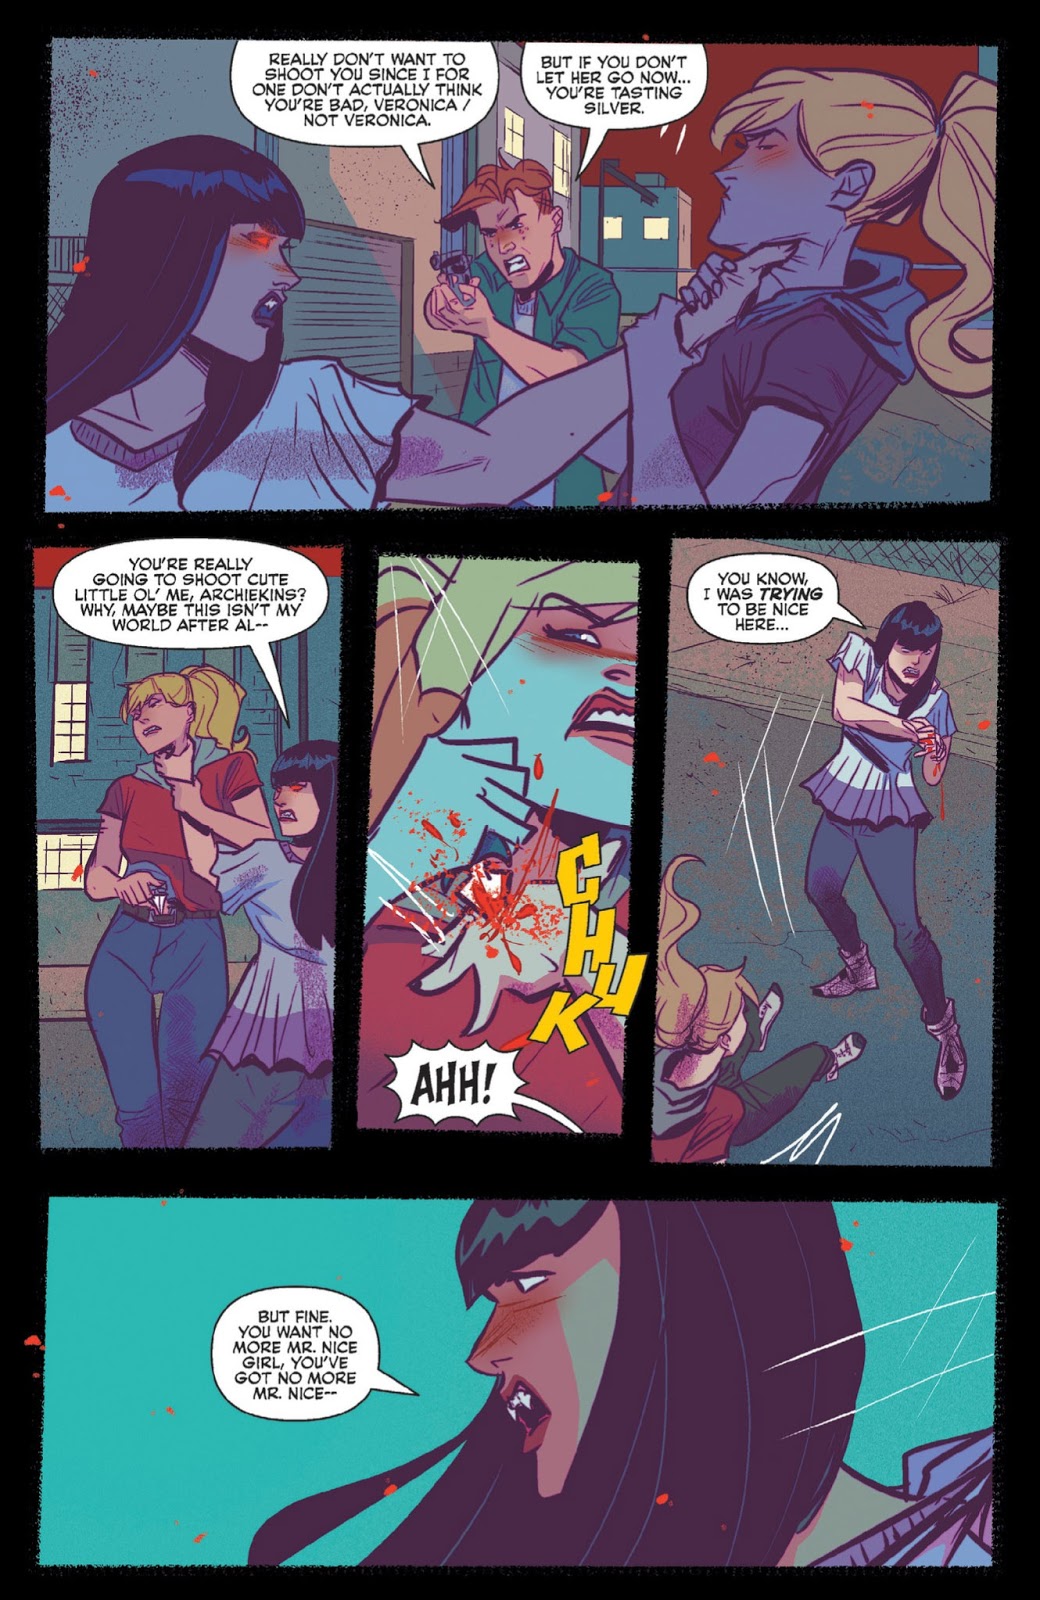 REALLY DON'T WANT TO
SHOOT YOU SINCE I FOR
ONE DON'T ACTUALLY THINK
YOU'RE BAD, VERONICA /
NOT VERONICA.
BUT IF YOU DON'T
LET HER GO NOW...
YOU'RE TASTING
SILVER.
YOU'RE REALLY
GOING TO SHOOT CUTE
LITTLE OL' ME, ARCHIEKINS?
WHY, MAYBE THIS ISN'T MY
WORLD AFTER AL--
CHUK
AHH!
YOU KNOW,
I WAS TRYING
TO BE NICE
HERE...
BUT FINE.
YOU WANT NO
MORE MR. NICE
GIRL, YOU'VE
GOT NO MORE
MR. NICE--